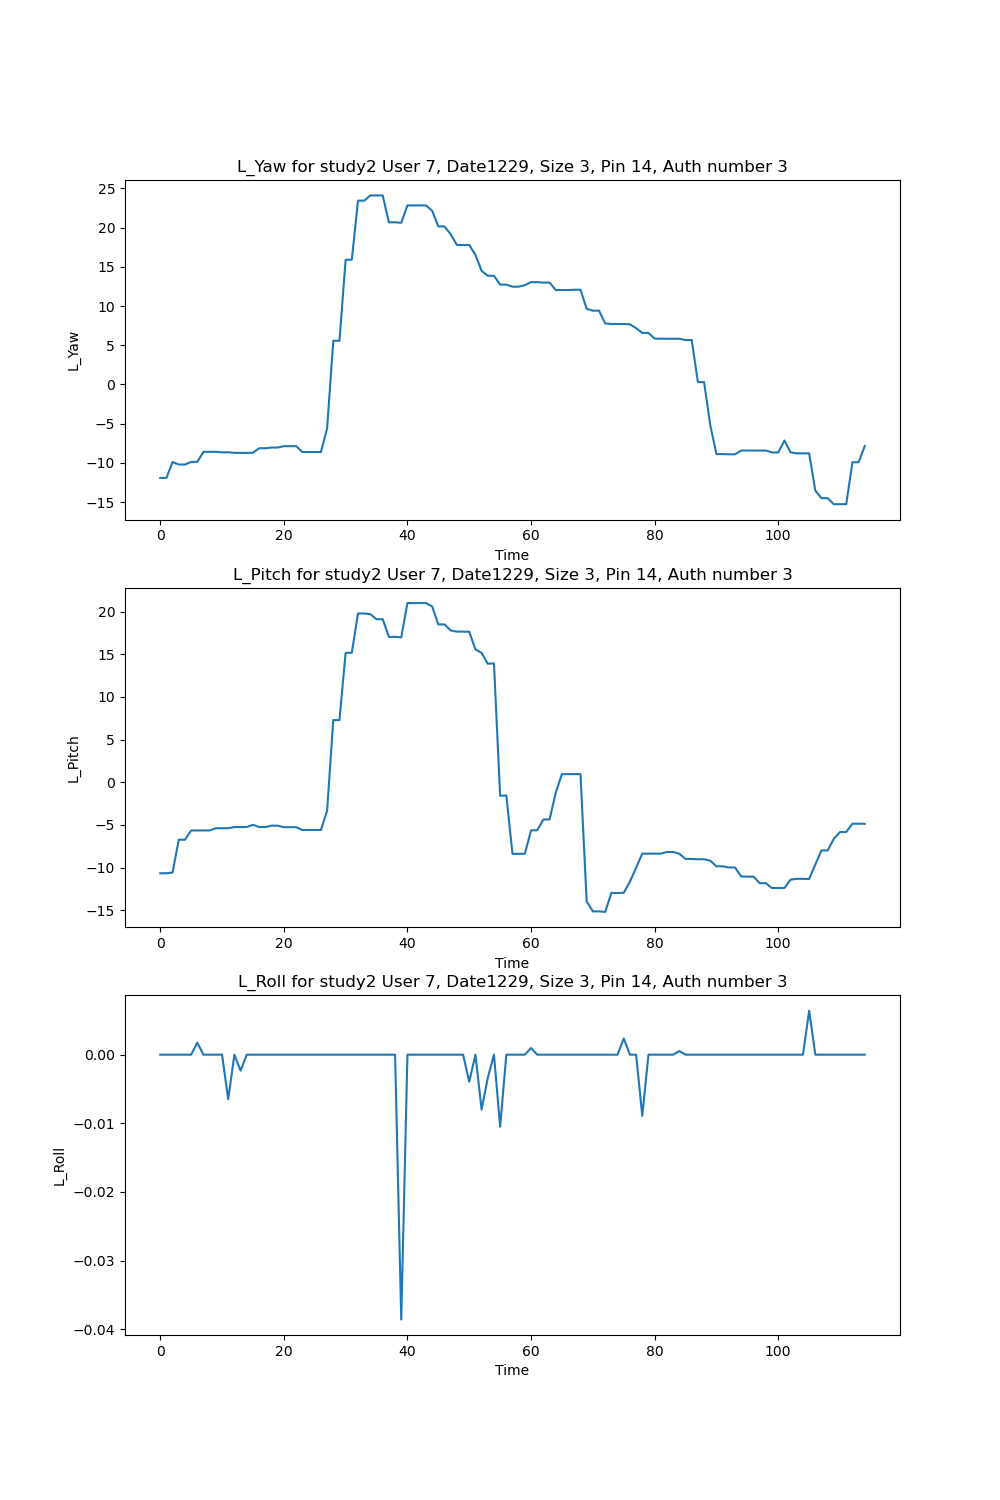 L_Yaw for study2 User 7, Date1229, Size 3, Pin 14, Auth number 3
25
20
15
10
5
0
−5
−10
−15
L_Yaw
0 20 40 60 80 100
Time
L_Pitch for study2 User 7, Date1229, Size 3, Pin 14, Auth number 3
20
15
10
5
0
−5
−10
−15
L_Pitch
0 20 40 60 80 100
Time
L_Roll for study2 User 7, Date1229, Size 3, Pin 14, Auth number 3
0.00
−0.01
−0.02
−0.03
−0.04
L_Roll
0 20 40 60 80 100
Time